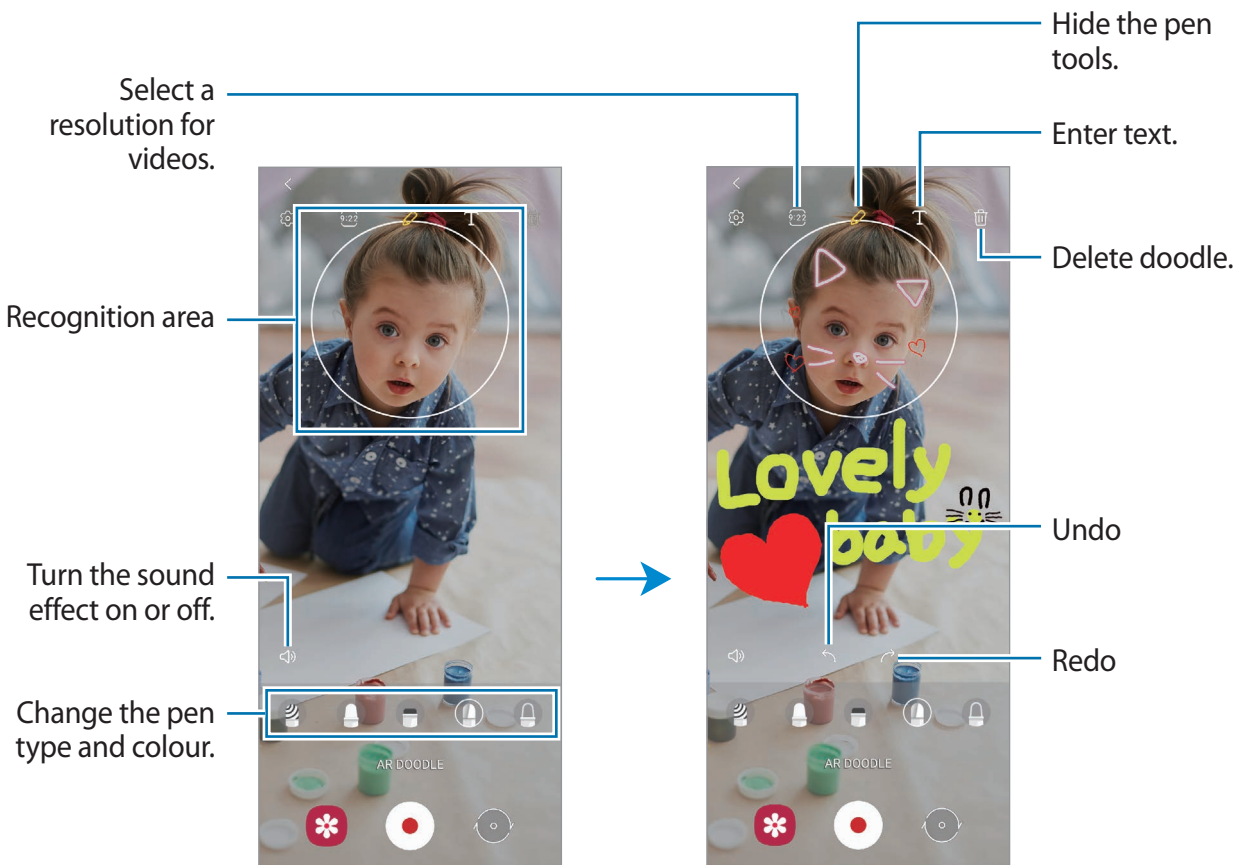 Hide the pen
tools.
Select a
resolution for
videos.
Enter text.
Delete doodle.
Recognition area
9:22
T
9:22
T
Lovely
baby
Undo
Turn the sound
effect on or off.
Redo
Change the pen
type and colour.
AR DOODLE
AR DOODLE